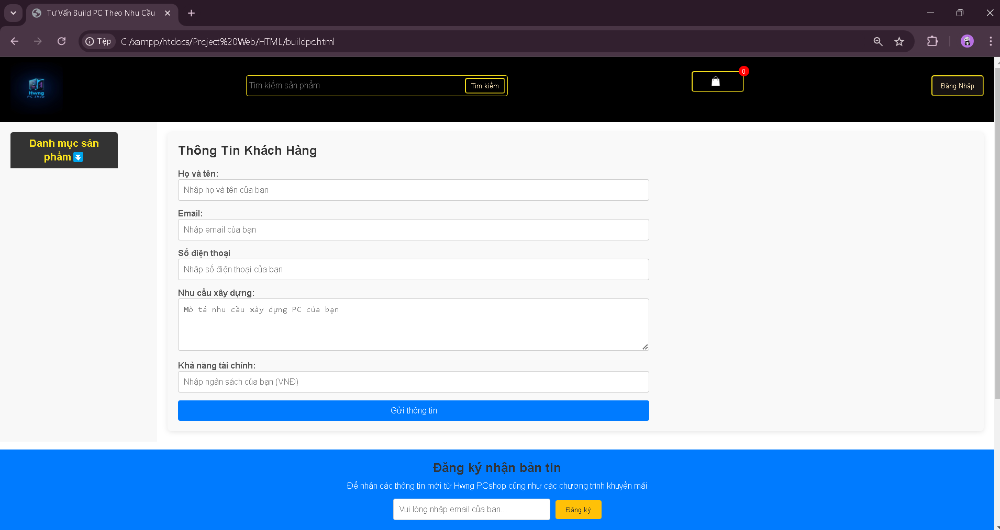 Tư Vấn Build PC Theo Nhu Cầu
Tệp
C:/xampp/htdocs/Project%20Web/HTML/buildpc.html
Hwng
PC Shop
Tìm kiếm sản phẩm
Tìm kiếm
0
Đăng Nhập
Danh mục sản
phẩm
Thông Tin Khách Hàng
Họ và tên:
Nhập họ và tên của bạn
Email:
Nhập email của bạn
Số điện thoại
Nhập số điện thoại của bạn
Nhu cầu xây dựng:
Mô tả nhu cầu xây dựng PC của bạn
Khả năng tài chính:
Nhập ngân sách của bạn (VNĐ)
Gửi thông tin
Đăng ký nhận bản tin
Để nhận các thông tin mới từ Hwng PCshop cũng như các chương trình khuyến mãi
Vui lòng nhập email của bạn...
Đăng ký